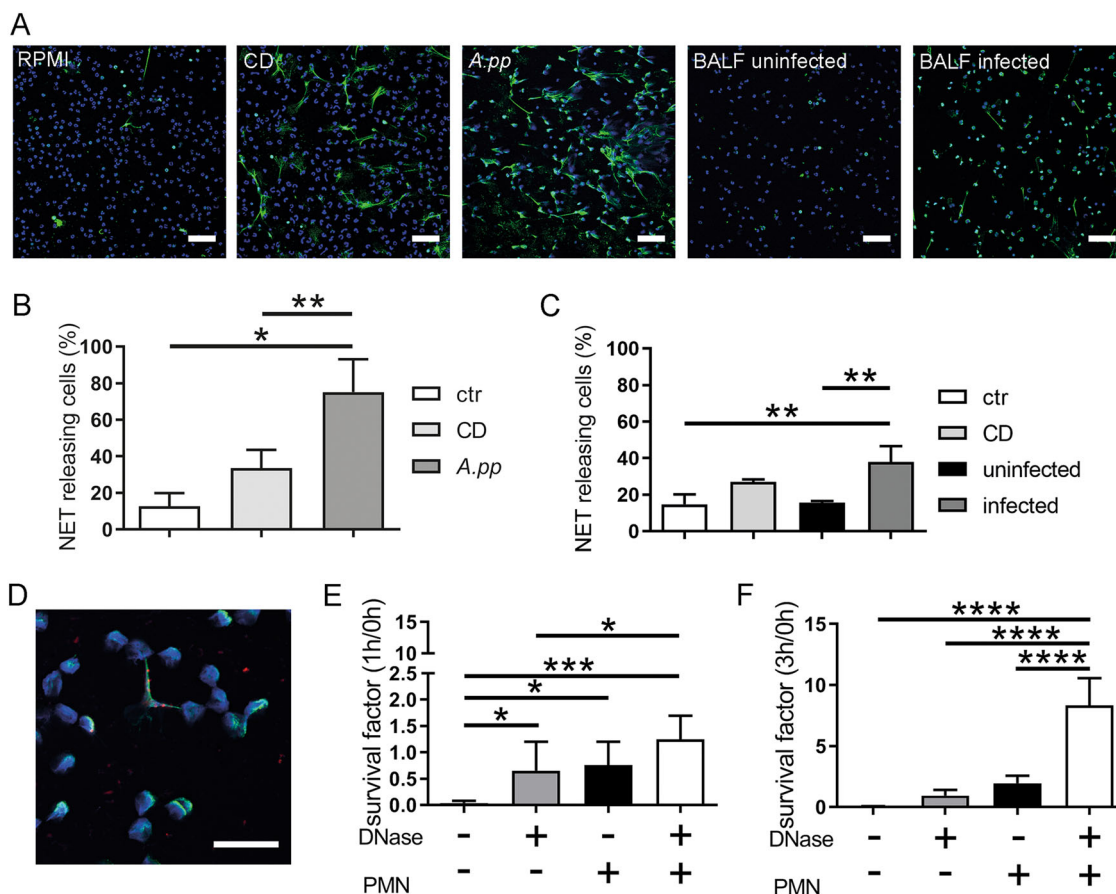 A
RPMI
CD
A.pp
BALF uninfected
BALF infected
B
NET releasing cells (%)
100
80
60
40
20
0
**
*
ctr
CD
A.pp
C
NET releasing cells (%)
100
80
60
40
20
0
**
**
ctr
CD
uninfected
infected
D
E
survival factor (1h/0h)
15
10
2.5
2.0
1.5
1.0
0.5
0.0
*
***
*
*
DNase - + - +
PMN - - + +
F
survival factor (3h/0h)
15
10
5
0
****
****
****
DNase - + - +
PMN - - + +